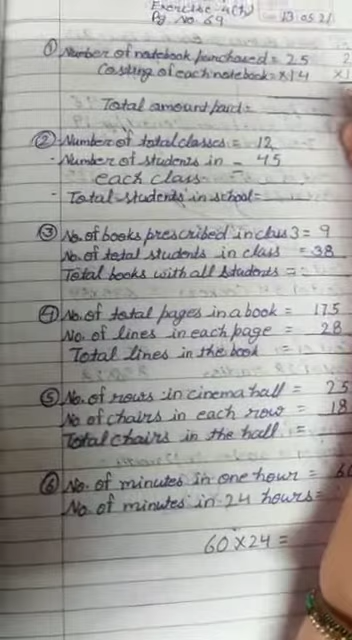 Exercise-4(h)
Pg. No. 69
13.05.21
① Number of notebook purchased = 25
Costing of each notebook = ×14
Total amount paid =
② Number of total classes = 12
Number of students in = 45
each class
Total students in school =
③ No. of books prescribed in class 3 = 9
No. of total students in class = 38
Total books with all students =
④ No. of total pages in a book = 175
No. of lines in each page = 28
Total lines in the book =
⑤ No. of rows in cinema hall = 25
No of chairs in each row = 18
Total chairs in the hall =
⑥ No. of minutes in one hour = 60
No. of minutes in 24 hours =
60×24 =